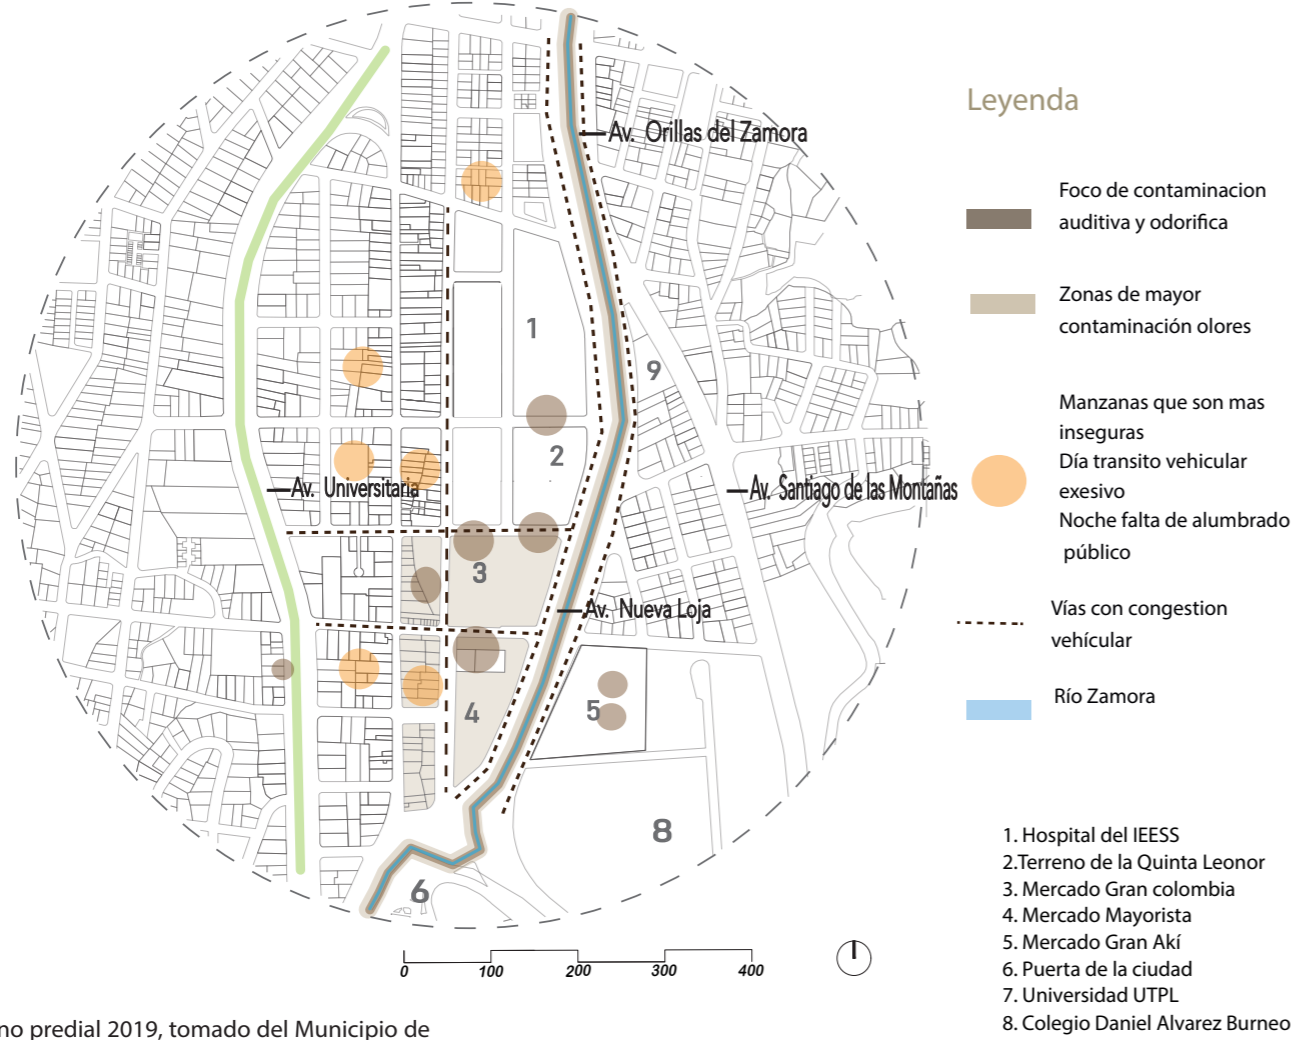 Av. Orillas del Zamora
1
9
2
Av. Universitaria
Av. Santiago de las Montañas
3
Av. Nueva Loja
4
5
8
6
0 100 200 300 400
no predial 2019, tomado del Municipio de
Leyenda
Foco de contaminacion
auditiva y odorifica
Zonas de mayor
contaminación olores
Manzanas que son mas
inseguras
Día transito vehicular
exesivo
Noche falta de alumbrado
público
Vías con congestion
vehícular
Río Zamora
1. Hospital del IEESS
2.Terreno de la Quinta Leonor
3. Mercado Gran colombia
4. Mercado Mayorista
5. Mercado Gran Akí
6. Puerta de la ciudad
7. Universidad UTPL
8. Colegio Daniel Alvarez Burneo